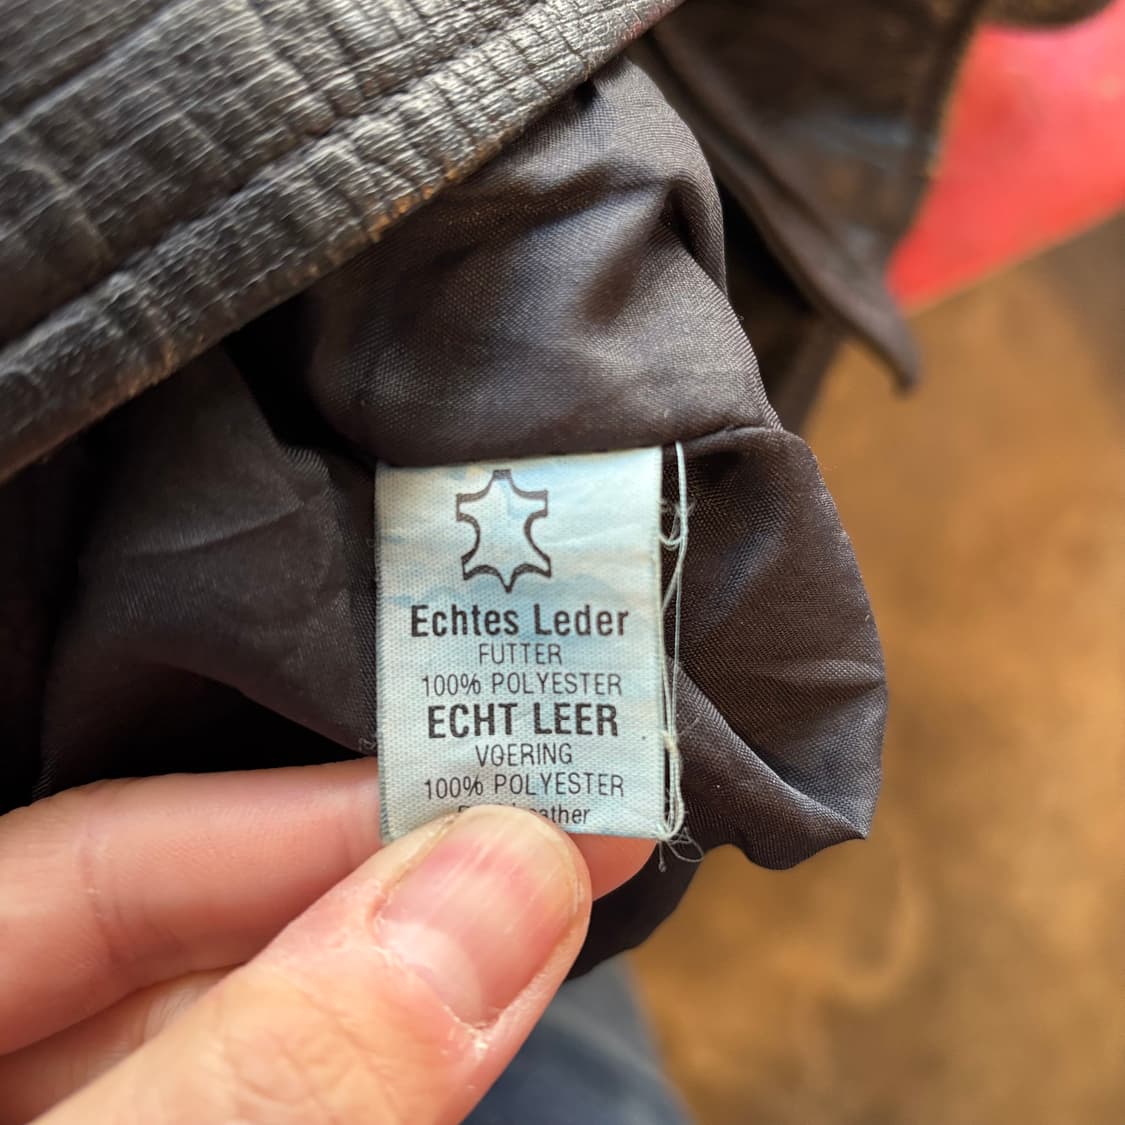 Echtes Leder
FUTTER
100% POLYESTER
ECHT LEER
VOERING
100% POLYESTER